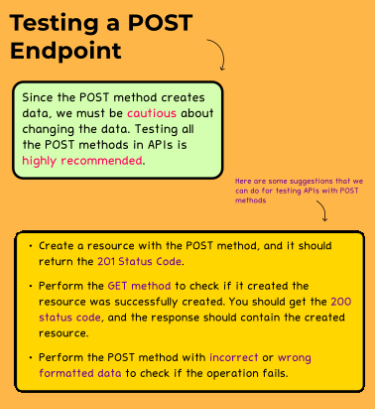 Testing a POST
Endpoint
Since the POST method creates
data, we must be cautious about
changing the data. Testing all
the POST methods in APIs is
highly recommended.
Here are some suggestions that we
can do for testing APIs with POST
methods
• Create a resource with the POST method, and it should
return the 201 Status Code.
• Perform the GET method to check if it created the
resource was successfully created. You should get the 200
status code, and the response should contain the created
resource.
• Perform the POST method with incorrect or wrong
formatted data to check if the operation fails.